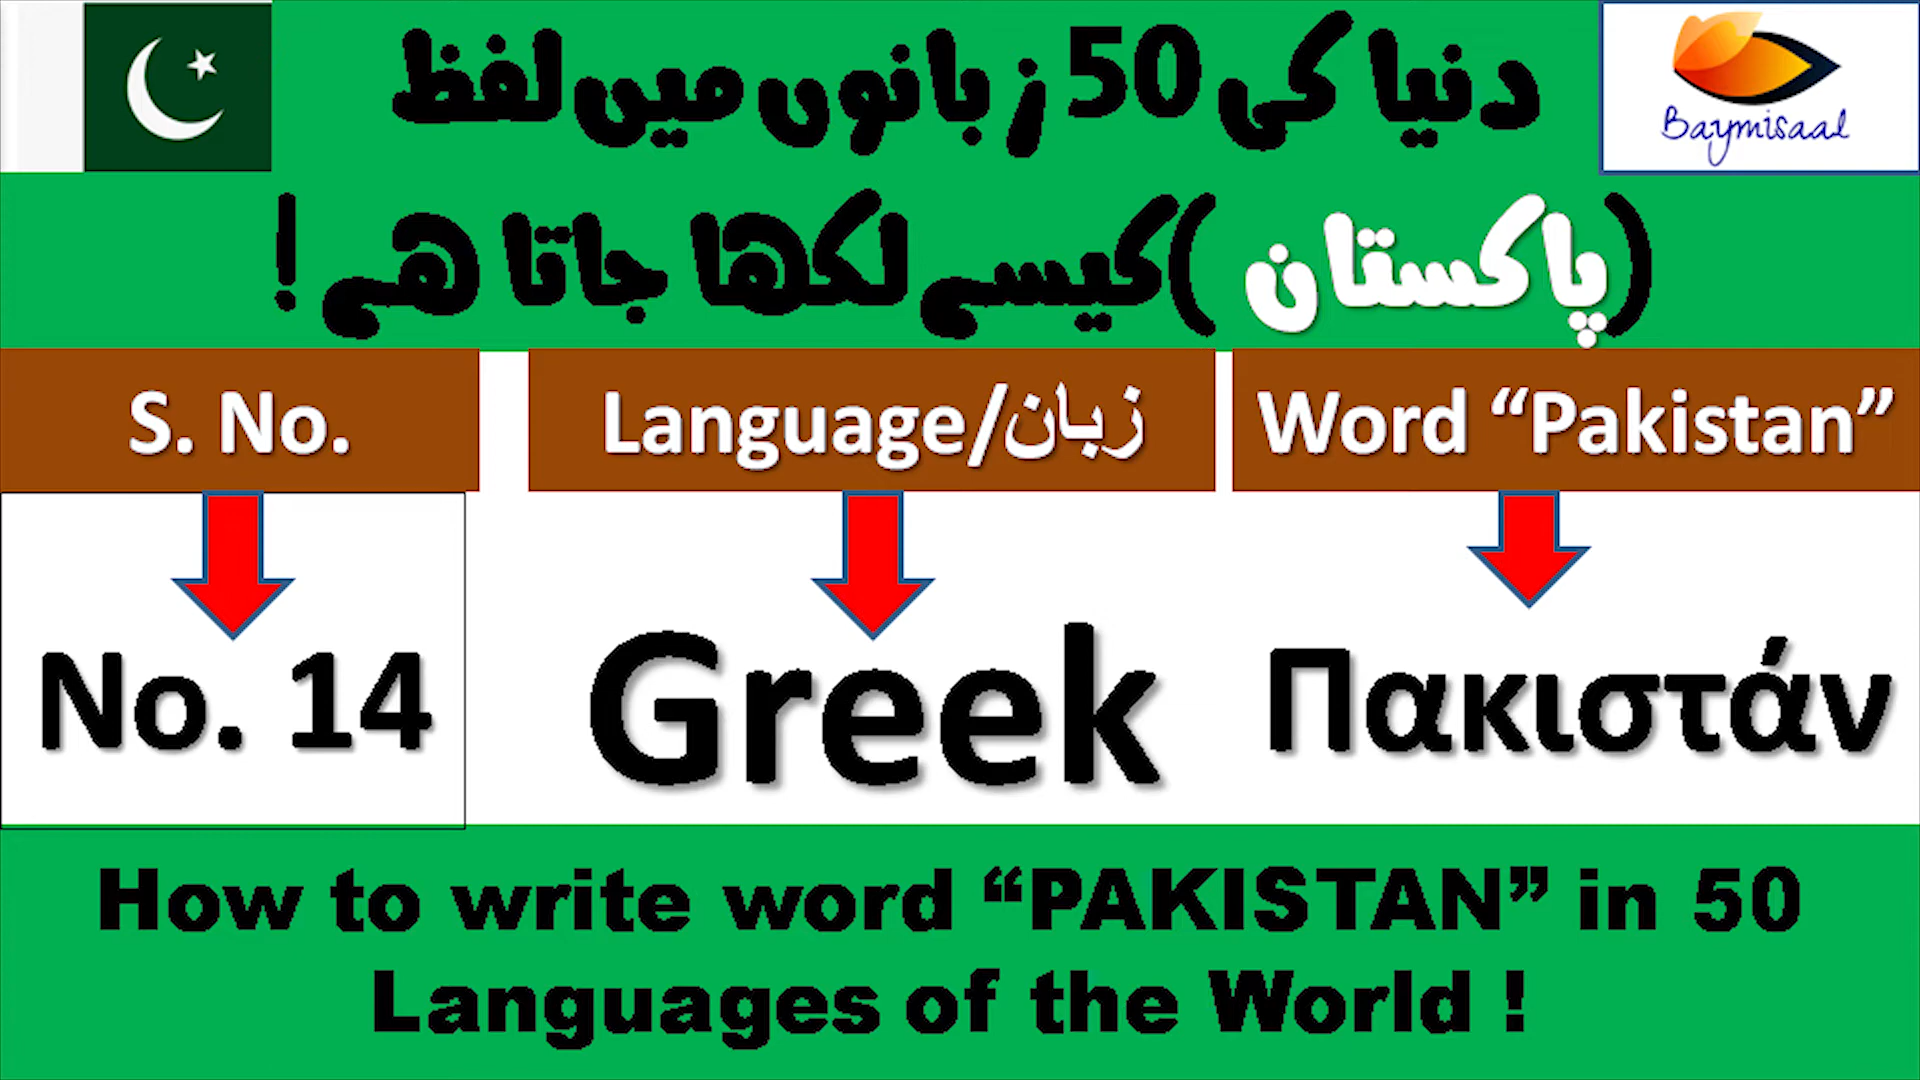 دنیا کی 50 زبانوں میں لفظ
Baymisaal
(پاکستان )کیسے لکھا جاتا ھے !
S. No.
Language/زبان
Word “Pakistan”
No. 14
Greek
Πακιστάν
How to write word “PAKISTAN” in 50
Languages of the World !